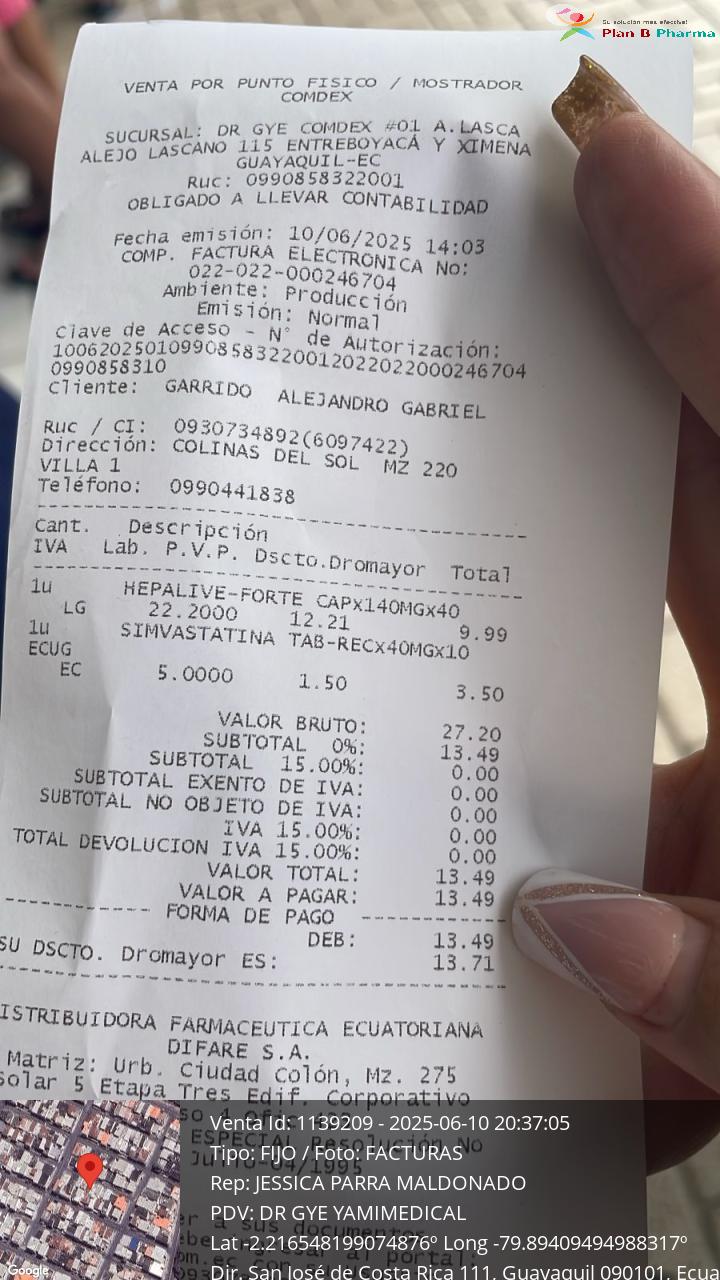 Su solución más efectiva!
Plan B Pharma
VENTA POR PUNTO FISICO / MOSTRADOR
COMDEX
SUCURSAL: DR GYE COMDEX #01 A.LASCA
ALEJO LASCANO 115 ENTREBOYACÁ Y XIMENA
GUAYAQUIL-EC
Ruc: 0990858322001
OBLIGADO A LLEVAR CONTABILIDAD
Fecha emisión: 10/06/2025 14:03
COMP. FACTURA ELECTRONICA No:
022-022-000246704
Ambiente: Producción
Emisión: Normal
Clave de Acceso - N° de Autorización:
100620250109908583220012022022000246704
0990858310
Cliente: GARRIDO ALEJANDRO GABRIEL
Ruc / CI: 0930734892(6097422)
Dirección: COLINAS DEL SOL MZ 220
VILLA 1
Teléfono: 0990441838
Cant. Descripción
IVA Lab. P.V.P. Dscto.Dromayor Total
1u HEPALIVE-FORTE CAPx140MGx40
LG 22.2000 12.21 9.99
1u SIMVASTATINA TAB-RECx40MGx10
ECUG
EC 5.0000 1.50 3.50
VALOR BRUTO: 27.20
SUBTOTAL 0%: 13.49
SUBTOTAL 15.00%: 0.00
SUBTOTAL EXENTO DE IVA: 0.00
SUBTOTAL NO OBJETO DE IVA: 0.00
IVA 15.00%: 0.00
TOTAL DEVOLUCION IVA 15.00%: 0.00
VALOR TOTAL: 13.49
VALOR A PAGAR: 13.49
---------- FORMA DE PAGO ----------
DEB: 13.49
SU DSCTO. Dromayor ES: 13.71
ISTRIBUIDORA FARMACEUTICA ECUATORIANA
DIFARE S.A.
Matriz: Urb. Ciudad Colón, Mz. 275
Solar 5 Etapa Tres Edif. Corporativo
ESPECIAL Resolución No
Venta Id: 1139209 - 2025-06-10 20:37:05
Tipo: FIJO / Foto: FACTURAS
Rep: JESSICA PARRA MALDONADO
PDV: DR GYE YAMIMEDICAL
Lat -2.216548199074876° Long -79.89409494988317°
Dir. San José de Costa Rica 111, Guayaquil 090101, Ecua
Google